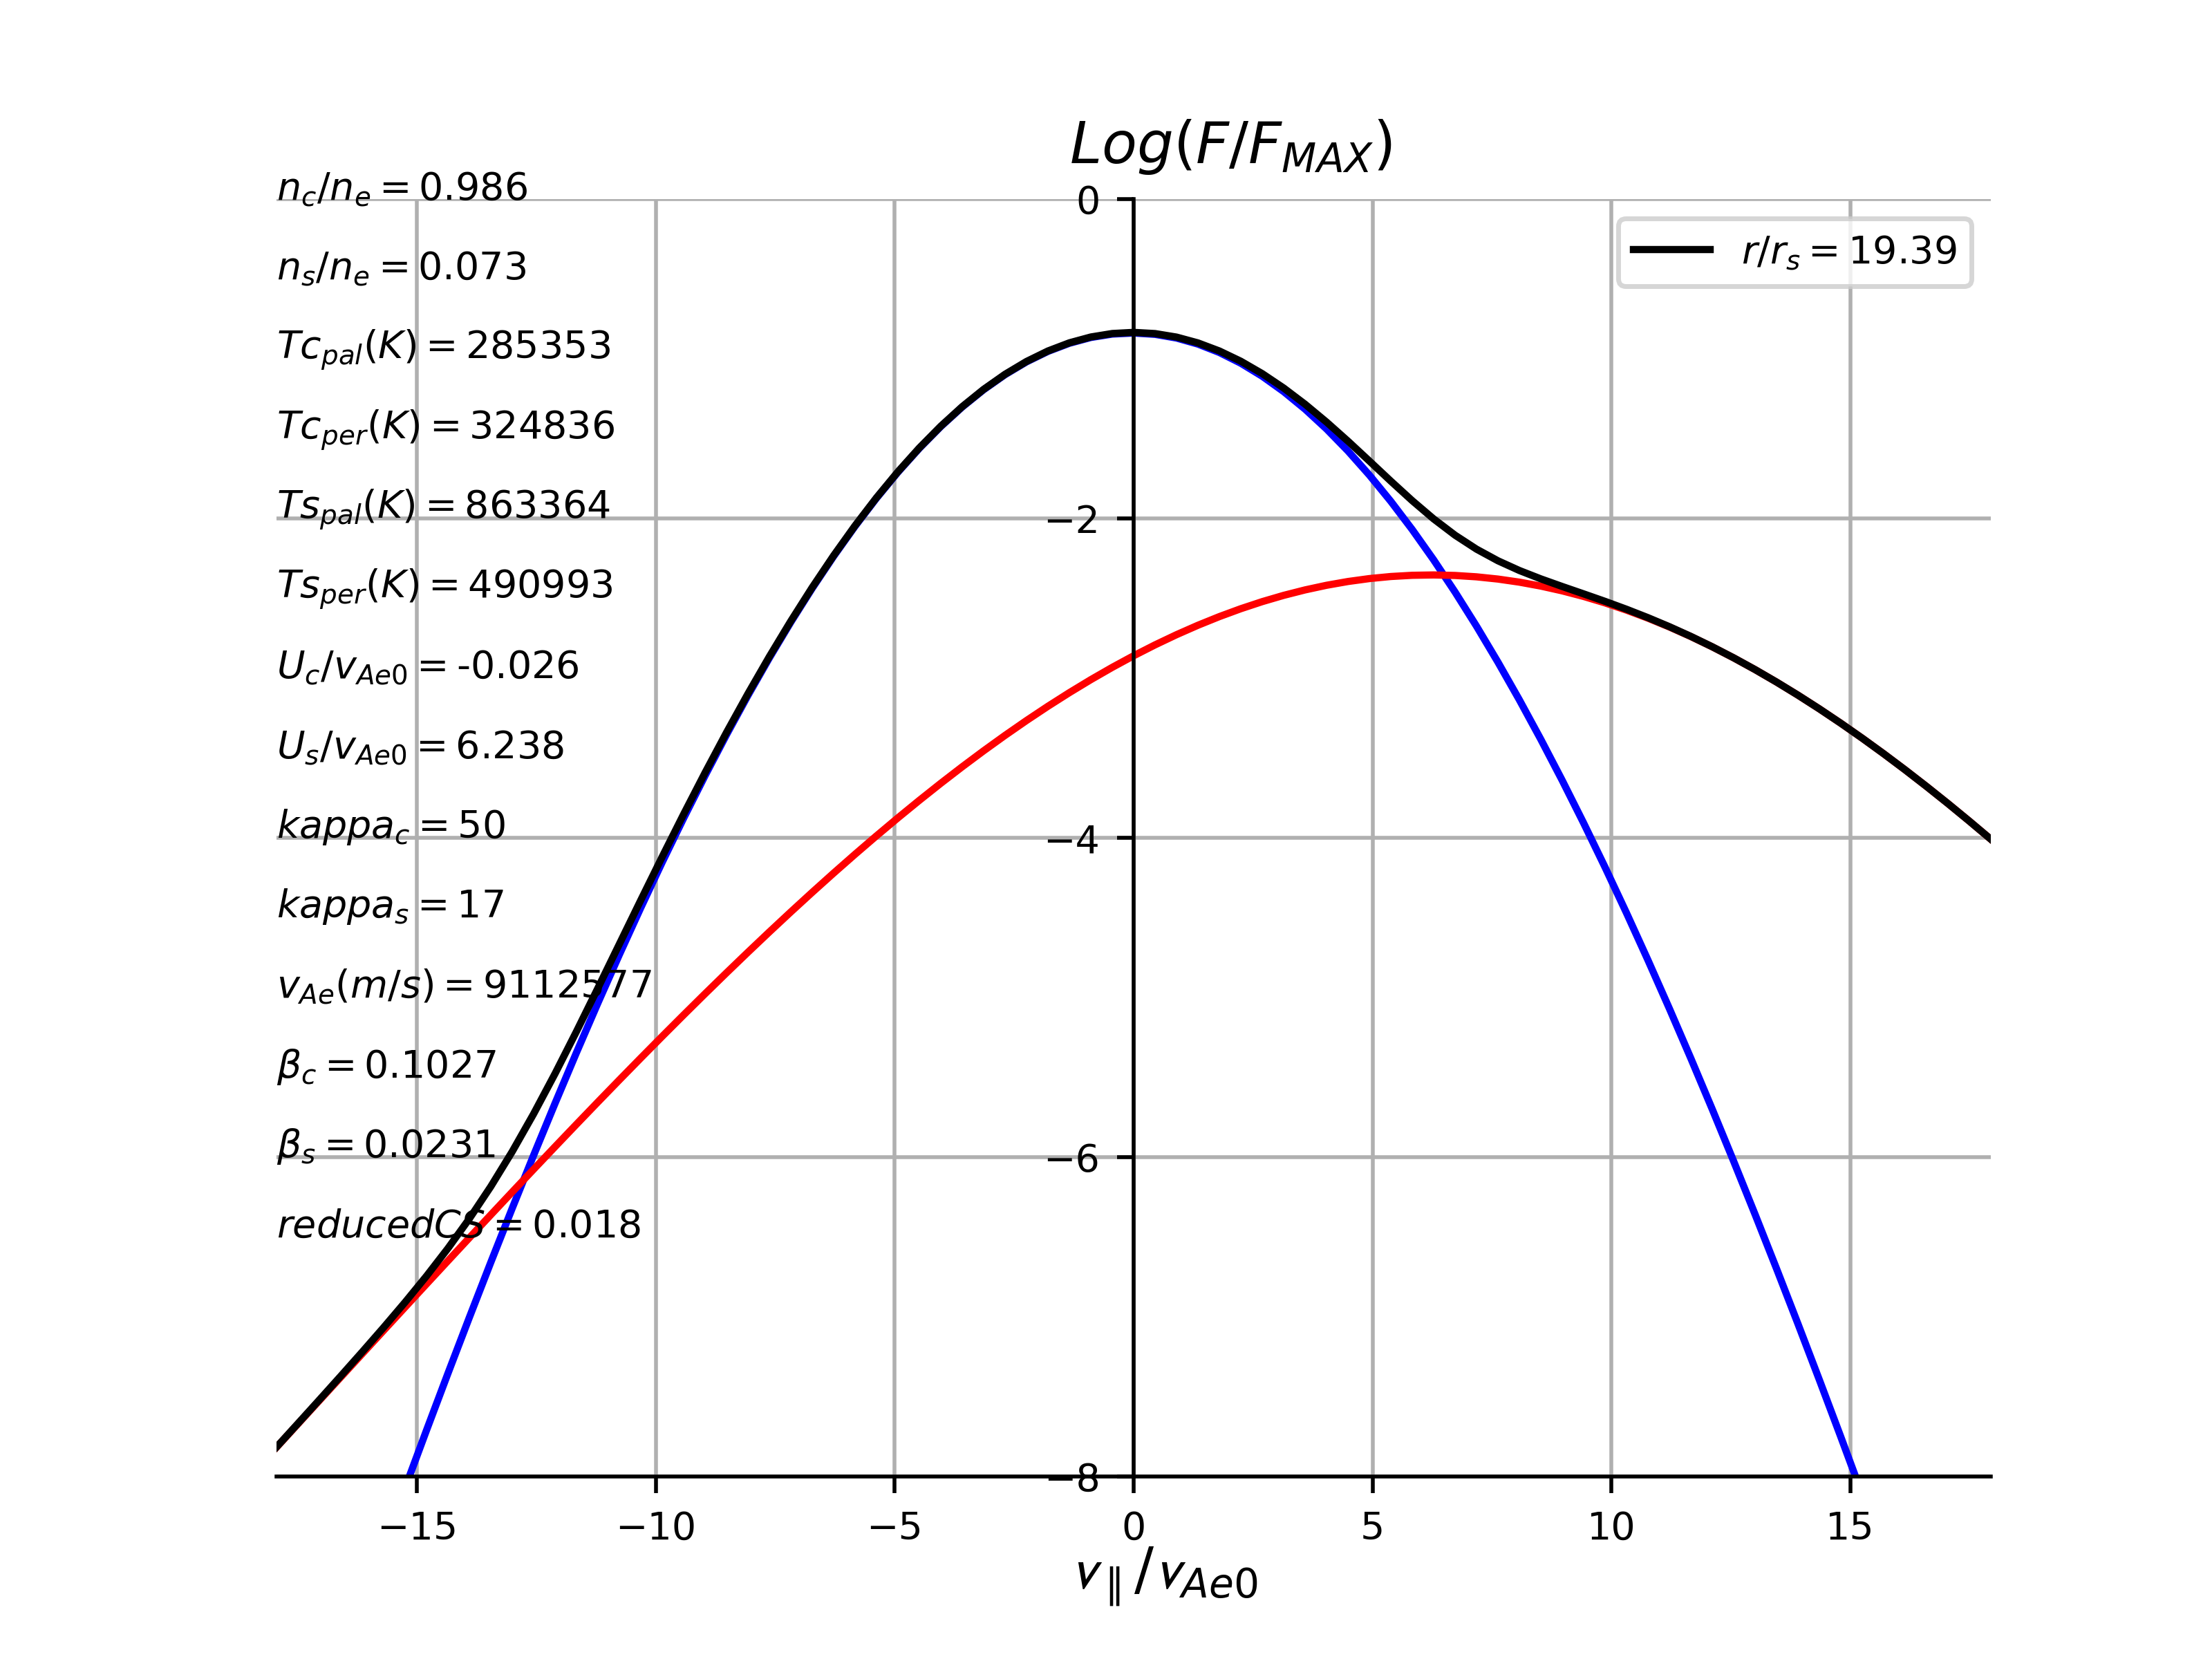 Log(F/F_MAX)
n_c/n_e = 0.986
n_s/n_e = 0.073
Tc_pal(K) = 285353
Tc_per(K) = 324836
Ts_pal(K) = 863364
Ts_per(K) = 490993
U_c/v_Ae0 = -0.026
U_s/v_Ae0 = 6.238
kappa_c = 50
kappa_s = 17
v_Ae(m/s) = 9112577
β_c = 0.1027
β_s = 0.0231
reducedCS = 0.018
r/r_s = 19.39
0
−2
−4
−6
−8
−15 −10 −5 0 5 10 15
v_∥/v_Ae0